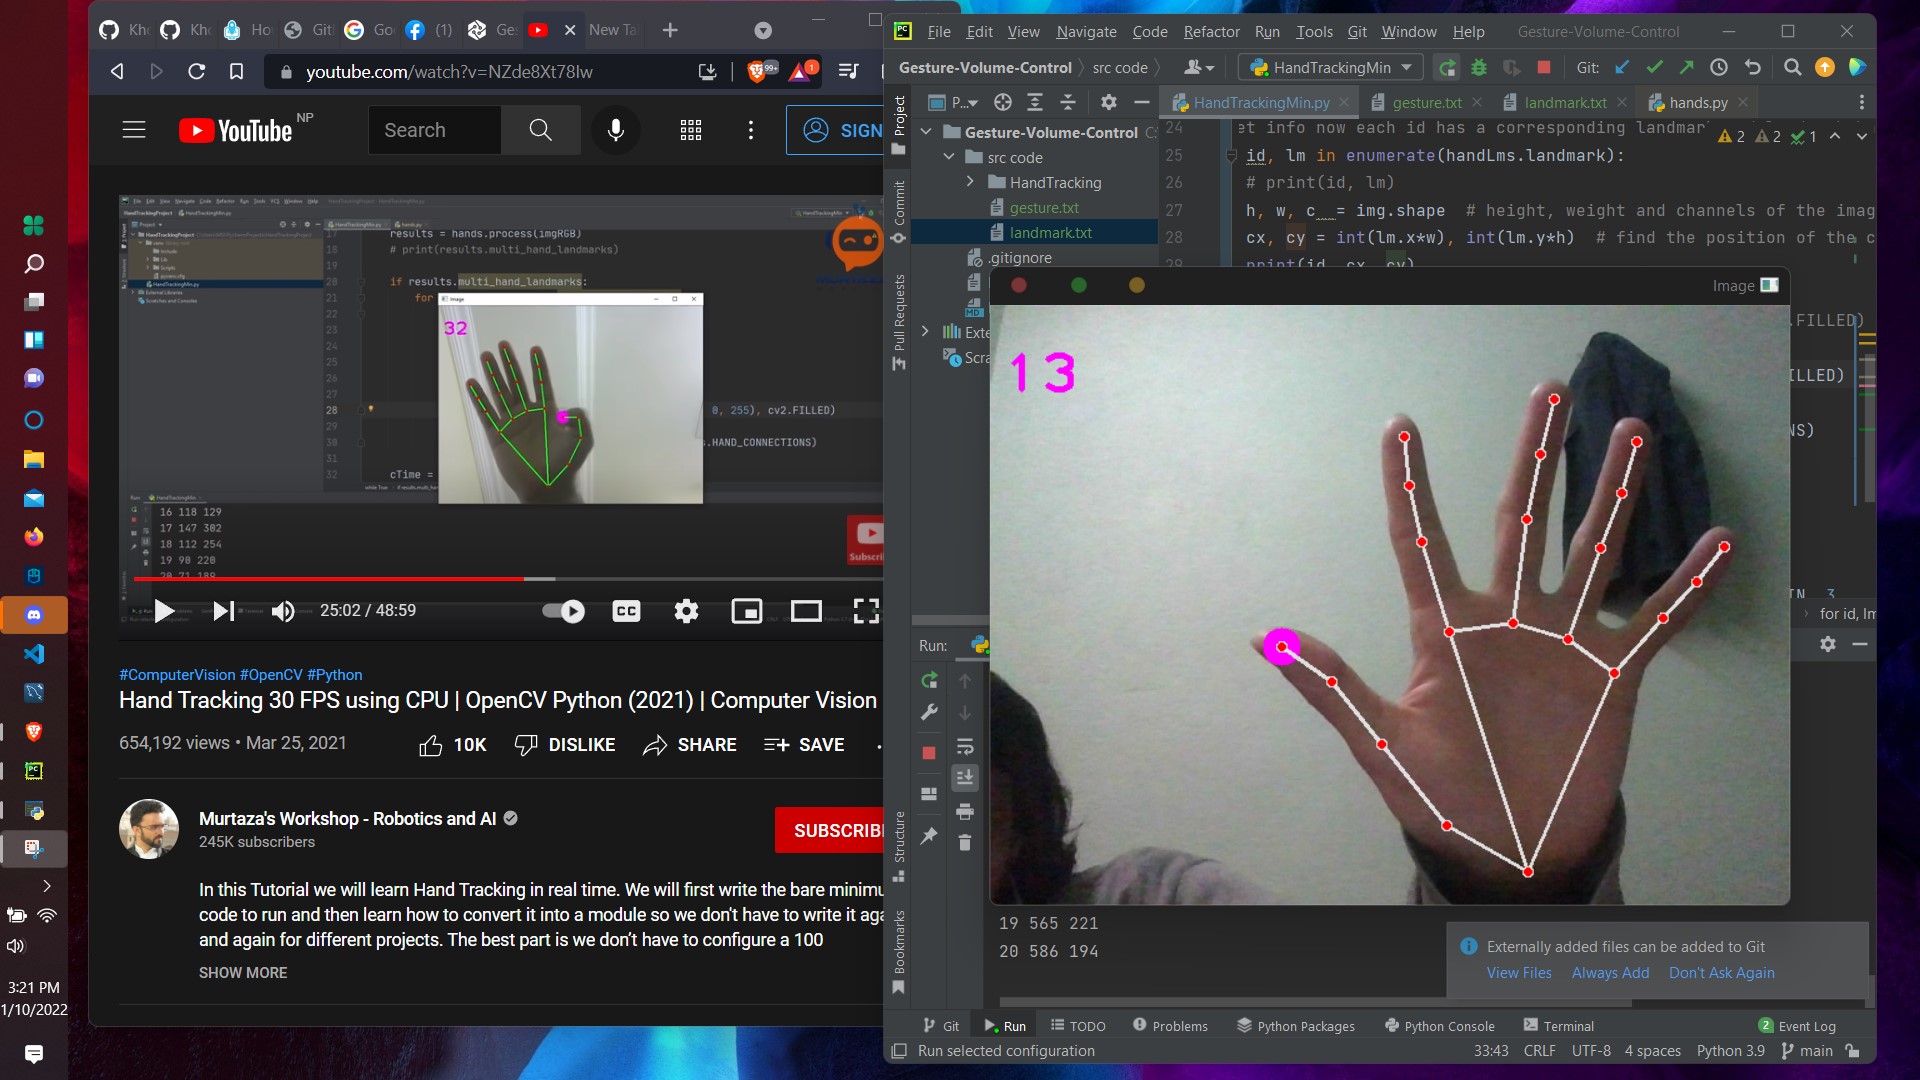 Kh
Kh
Ho
Git
Go
(1)
Ge
New Ta
youtube.com/watch?v=NZde8Xt78Iw
99+
1
YouTube NP
Search
SIGN
results = hands.process(imgRGB)
# print(results.multi_hand_landmarks)
if results.multi_hand_landmarks:
for
Image
32
0, 255), cv2.FILLED)
.HAND_CONNECTIONS)
cTime =
16 118 129
17 147 302
18 112 254
19 90 220
20 71 189
Subscri
25:02 / 48:59
CC
#ComputerVision #OpenCV #Python
Hand Tracking 30 FPS using CPU | OpenCV Python (2021) | Computer Vision
654,192 views • Mar 25, 2021
10K
DISLIKE
SHARE
SAVE
Murtaza's Workshop - Robotics and AI
245K subscribers
SUBSCRIBE
In this Tutorial we will learn Hand Tracking in real time. We will first write the bare minimu
code to run and then learn how to convert it into a module so we don't have to write it aga
and again for different projects. The best part is we don't have to configure a 100
SHOW MORE
3:21 PM
1/10/2022
File Edit View Navigate Code Refactor Run Tools Git Window Help Gesture-Volume-Control
Gesture-Volume-Control src code HandTrackingMin Git:
Project
P...
HandTrackingMin.py gesture.txt landmark.txt hands.py
Gesture-Volume-Control C:
src code
HandTracking
gesture.txt
landmark.txt
.gitignore
Exte
Scra
Commit
Pull Requests
Structure
Bookmarks
24 et info now each id has a corresponding landmar
2 2 1
25 id, lm in enumerate(handLms.landmark):
26 # print(id, lm)
27 h, w, c = img.shape # height, weight and channels of the imag
28 cx, cy = int(lm.x*w), int(lm.y*h) # find the position of the c
29 print(id, cx, cy)
.FILLED)
ILLED)
NS)
Image
13
for id, lm
Run:
19 565 221
20 586 194
Externally added files can be added to Git
View Files Always Add Don't Ask Again
Git Run TODO Problems Python Packages Python Console Terminal 2 Event Log
Run selected configuration 33:43 CRLF UTF-8 4 spaces Python 3.9 main